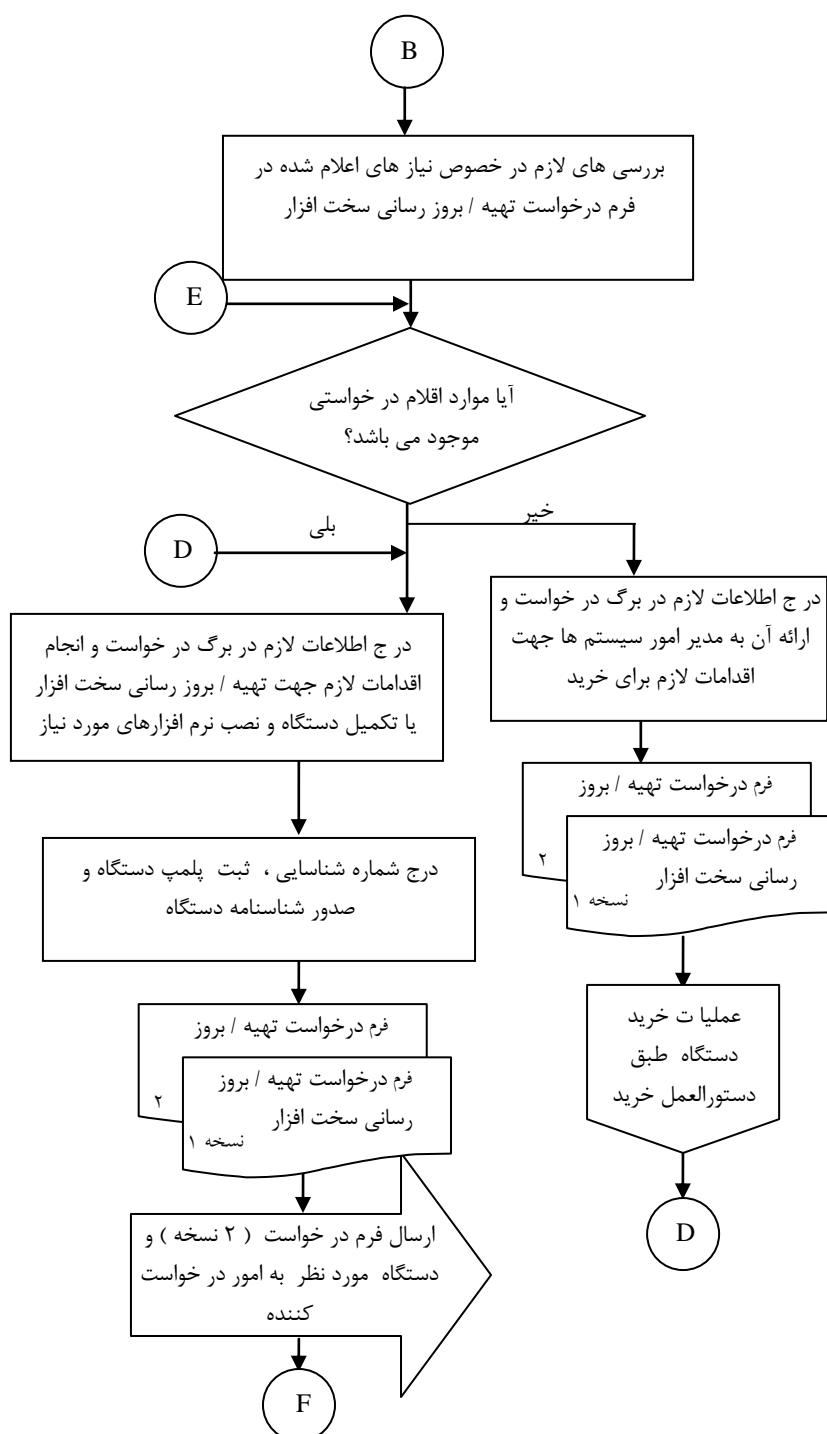 B
بررسی های لازم در خصوص نیاز های اعلام شده در
فرم درخواست تهیه / بروز رسانی سخت افزار
E
آیا موارد اقلام در خواستی
موجود می باشد؟
خیر
بلی
D
در ج اطلاعات لازم در برگ در خواست و
ارائه آن به مدیر امور سیستم ها جهت
اقدامات لازم برای خرید
در ج اطلاعات لازم در برگ در خواست و انجام
اقدامات لازم جهت تهیه / بروز رسانی سخت افزار
یا تکمیل دستگاه و نصب نرم افزارهای مورد نیاز
فرم درخواست تهیه / بروز
۲
فرم درخواست تهیه / بروز
رسانی سخت افزار
نسخه ۱
درج شماره شناسایی ، ثبت پلمپ دستگاه و
صدور شناسنامه دستگاه
عملیا ت خرید
دستگاه طبق
دستورالعمل خرید
D
فرم درخواست تهیه / بروز
۲
فرم درخواست تهیه / بروز
رسانی سخت افزار
نسخه ۱
ارسال فرم در خواست ( ۲ نسخه ) و
دستگاه مورد نظر به امور در خواست
کننده
F